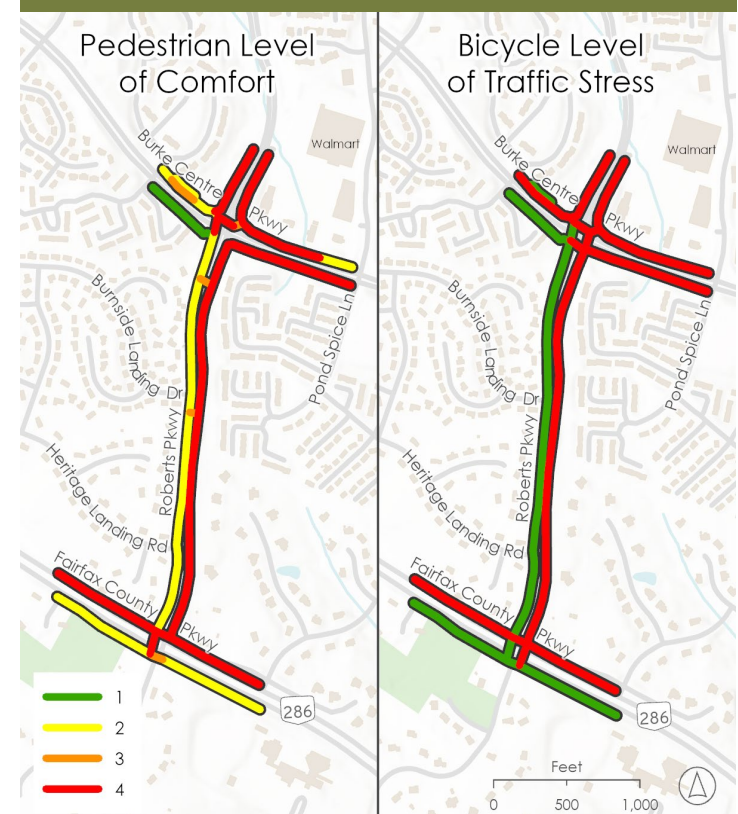 Pedestrian Level
of Comfort
Walmart
Burke Centre
Pkwy
Burnside
Landing Dr
Pond Spice Ln
Roberts Pkwy
Heritage Landing Rd
Fairfax County
Pkwy
286
1
2
3
4
Bicycle Level
of Traffic Stress
Walmart
Burke Centre
Pkwy
Burnside
Landing Dr
Pond Spice Ln
Roberts Pkwy
Heritage Landing Rd
Fairfax County
Pkwy
286
Feet
0 500 1,000